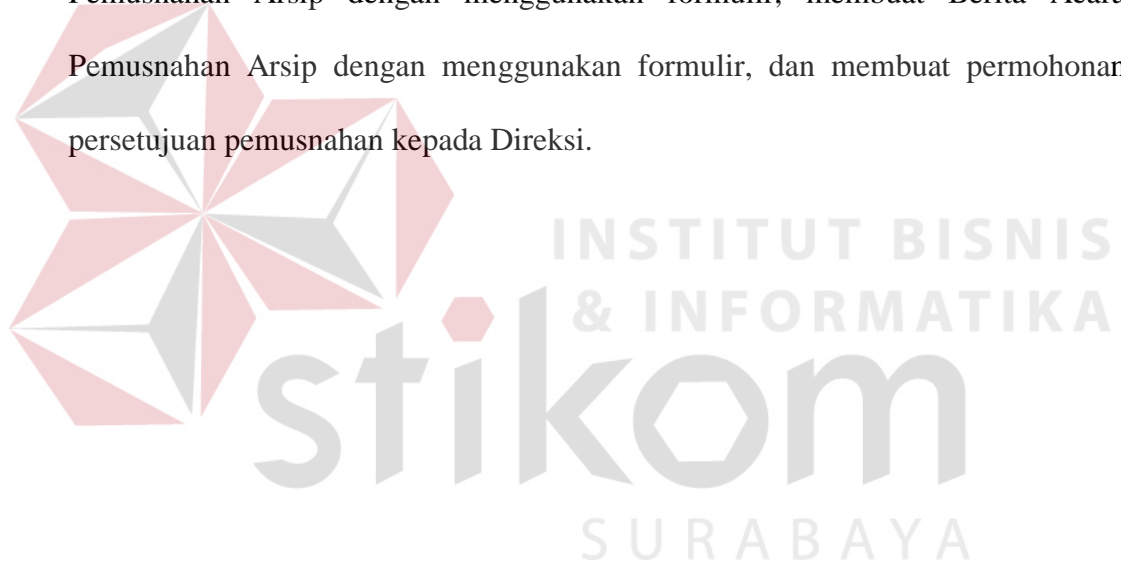 Pemusnahan Arsip dengan menggunakan formulir, membuat Berita Acara
Pemusnahan Arsip dengan menggunakan formulir, dan membuat permohonan
persetujuan pemusnahan kepada Direksi.
INSTITUT BISNIS
& INFORMATIKA
stikom
SURABAYA